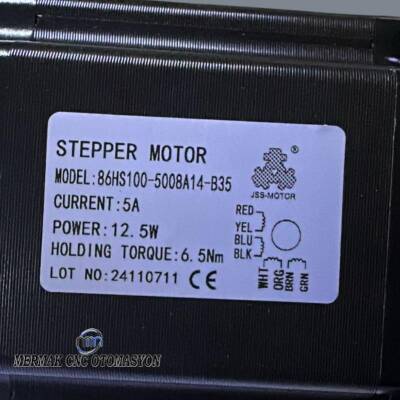 STEPPER MOTOR
MODEL:86HS100-5008A14-B35
CURRENT:5A
POWER:12.5W
HOLDING TORQUE:6.5Nm
LOT NO:24110711 CE
®
JSS-MOTOR
RED
YEL
BLU
BLK
WHT ORG BRN GRN
MERMAK CNC OTOMASYON